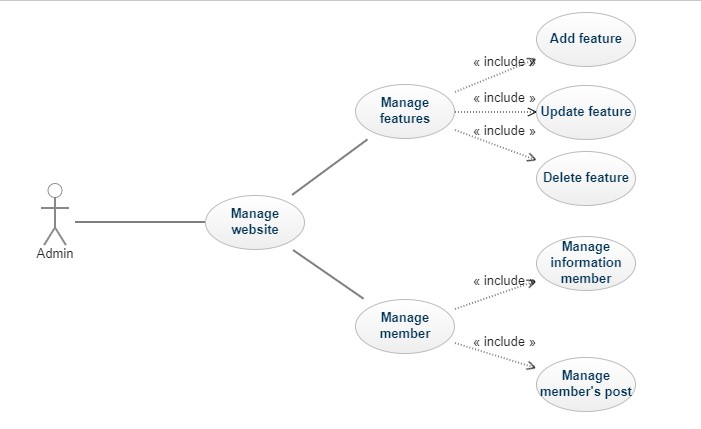 Add feature
« include »
Manage
features
« include »
Update feature
« include »
Delete feature
Manage
website
Admin
Manage
information
member
« include »
Manage
member
« include »
Manage
member's post